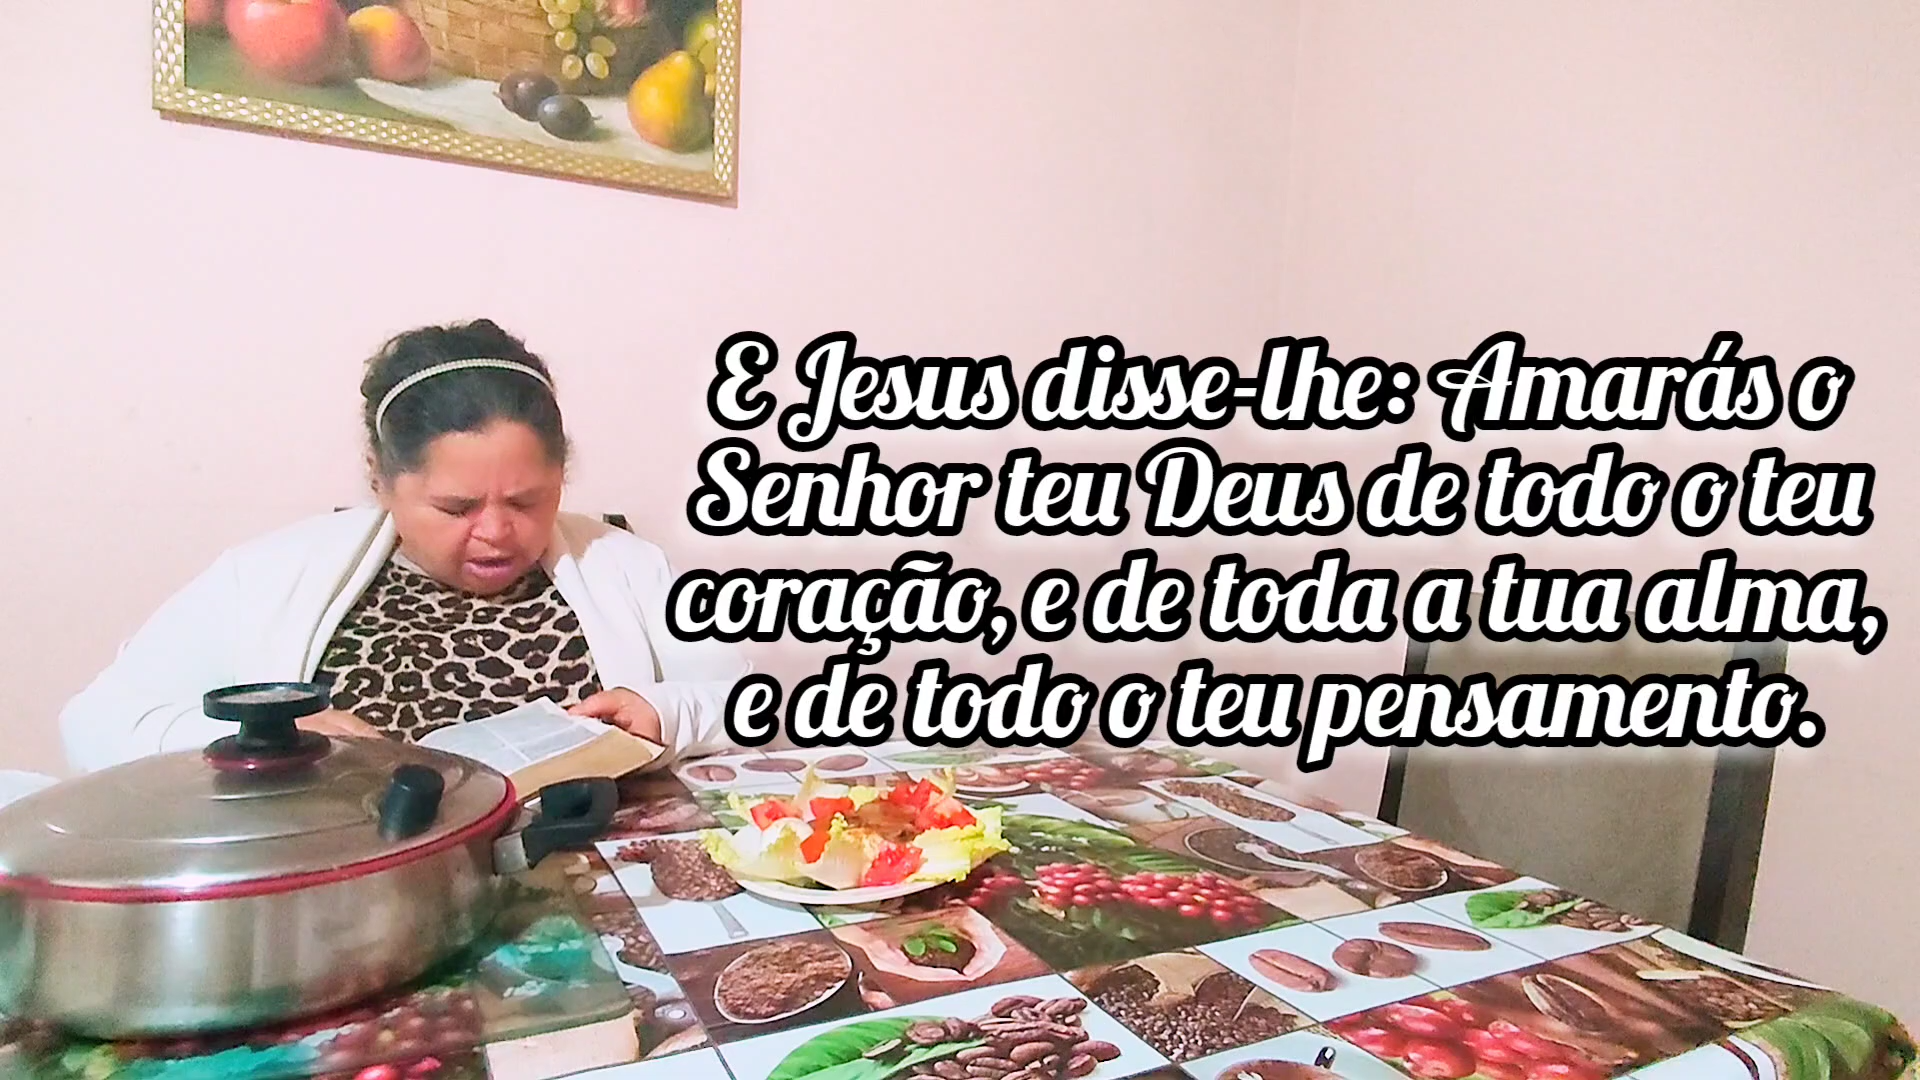 E Jesus disse-lhe: Amarás o
Senhor teu Deus de todo o teu
coração, e de toda a tua alma,
e de todo o teu pensamento.